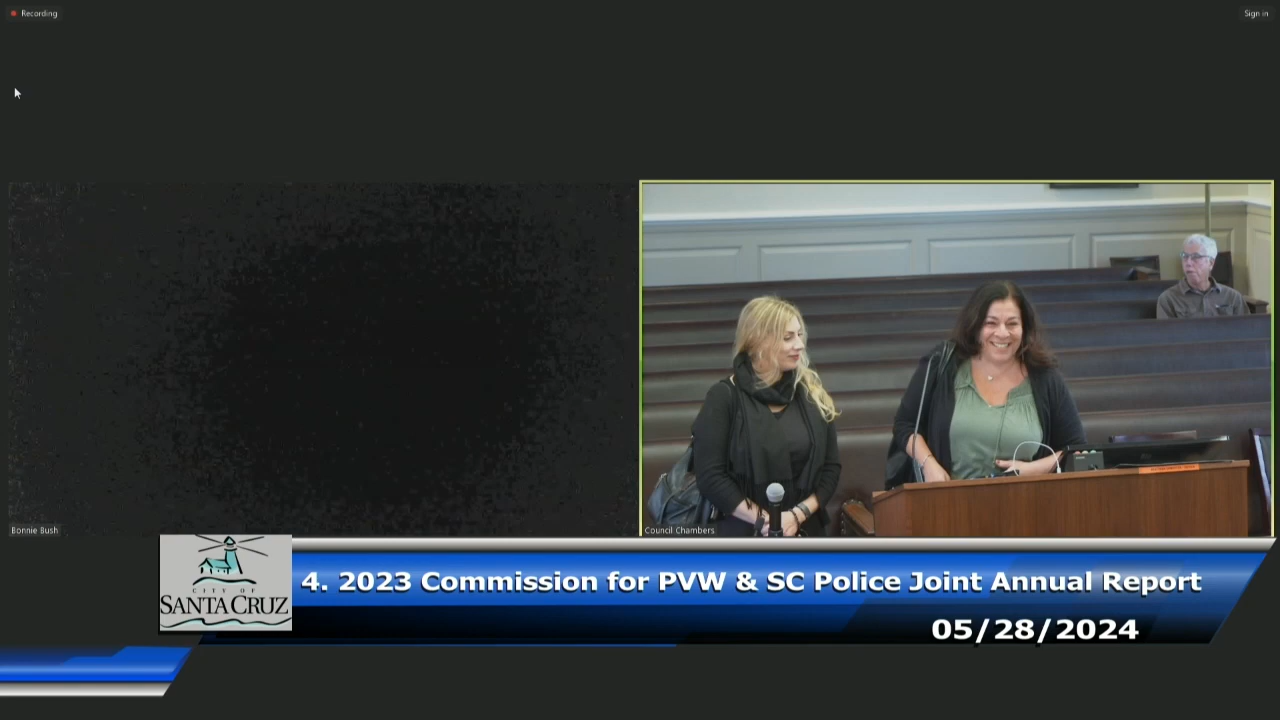 Recording
Sign in
Bonnie Bush
Council Chambers
CITY OF
SANTA CRUZ
4. 2023 Commission for PVW & SC Police Joint Annual Report
05/28/2024